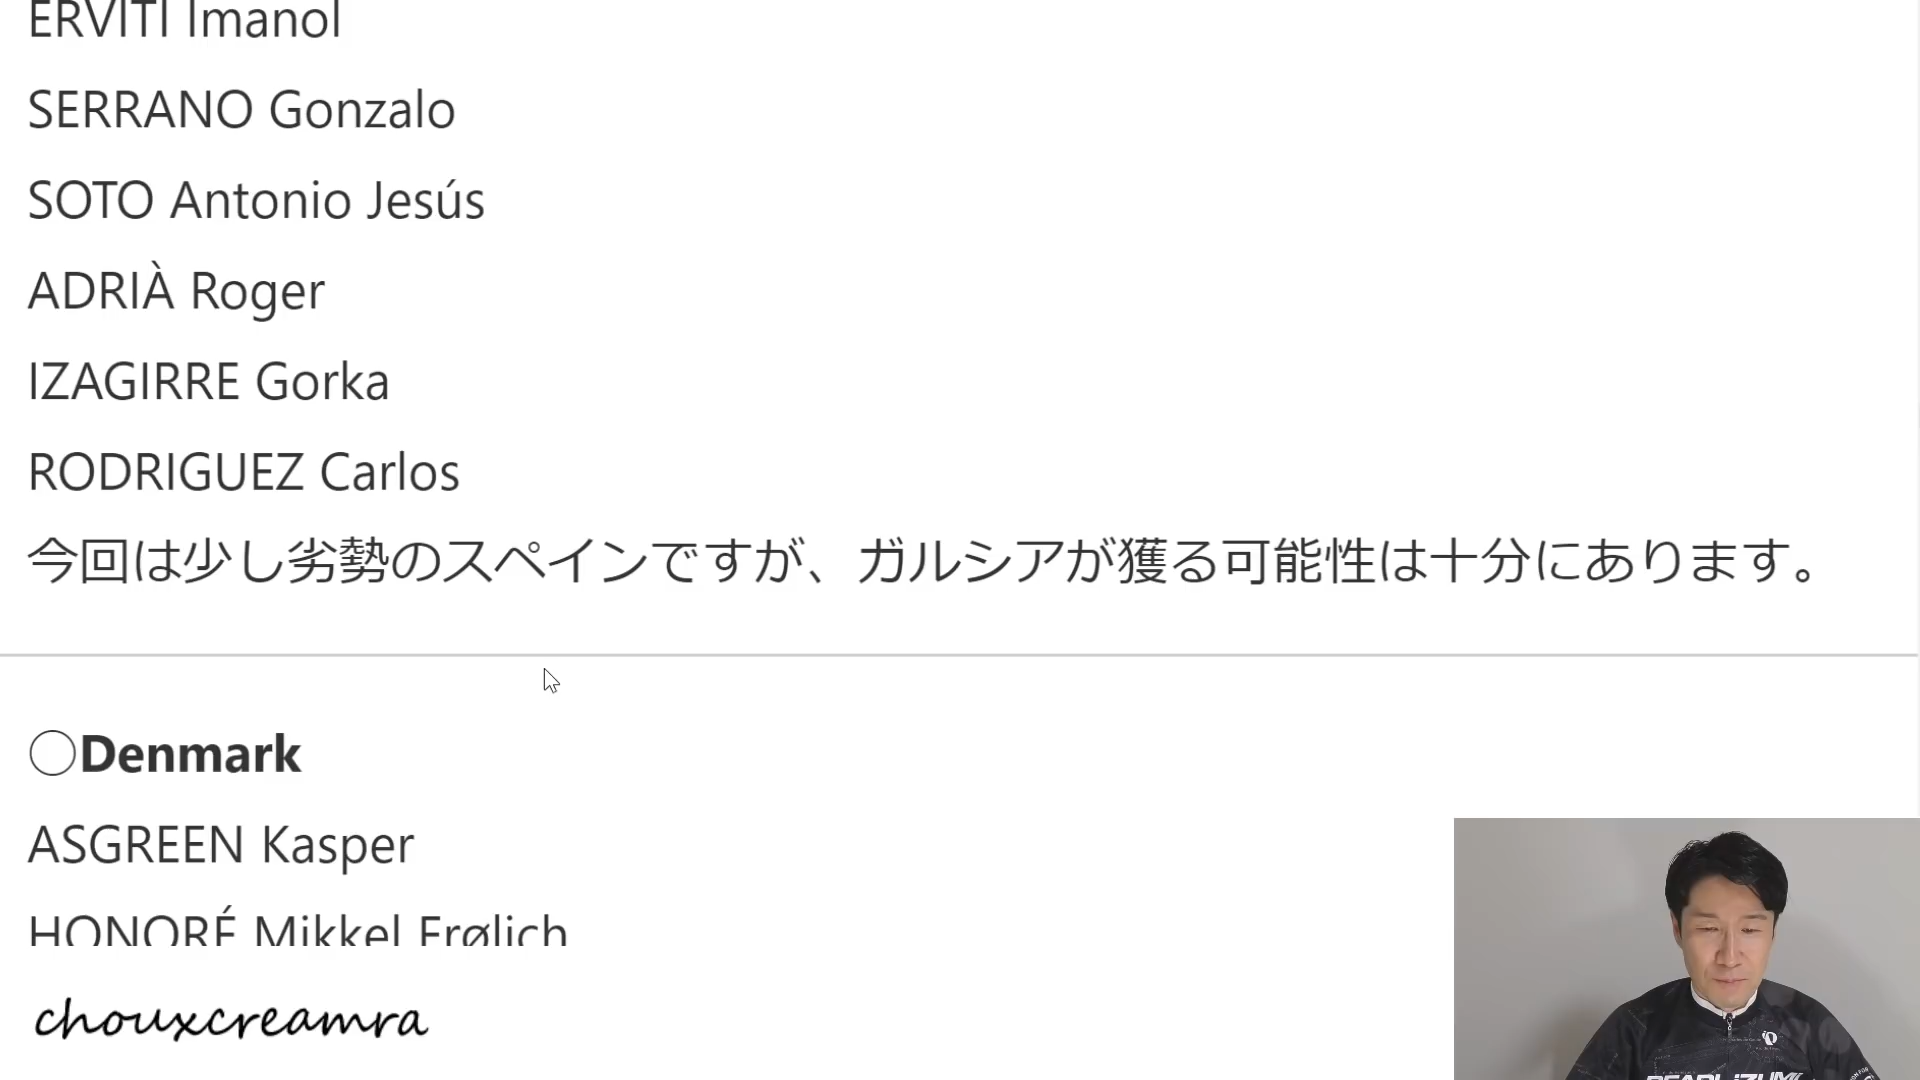 ERVITI Imanol
SERRANO Gonzalo
SOTO Antonio Jesús
ADRIÀ Roger
IZAGIRRE Gorka
RODRIGUEZ Carlos
今回は少し劣勢のスペインですが、ガルシアが獲る可能性は十分にあります。
○Denmark
ASGREEN Kasper
HONORÉ Mikkel Frølich
chouxcreamra
PEARL iZUMi